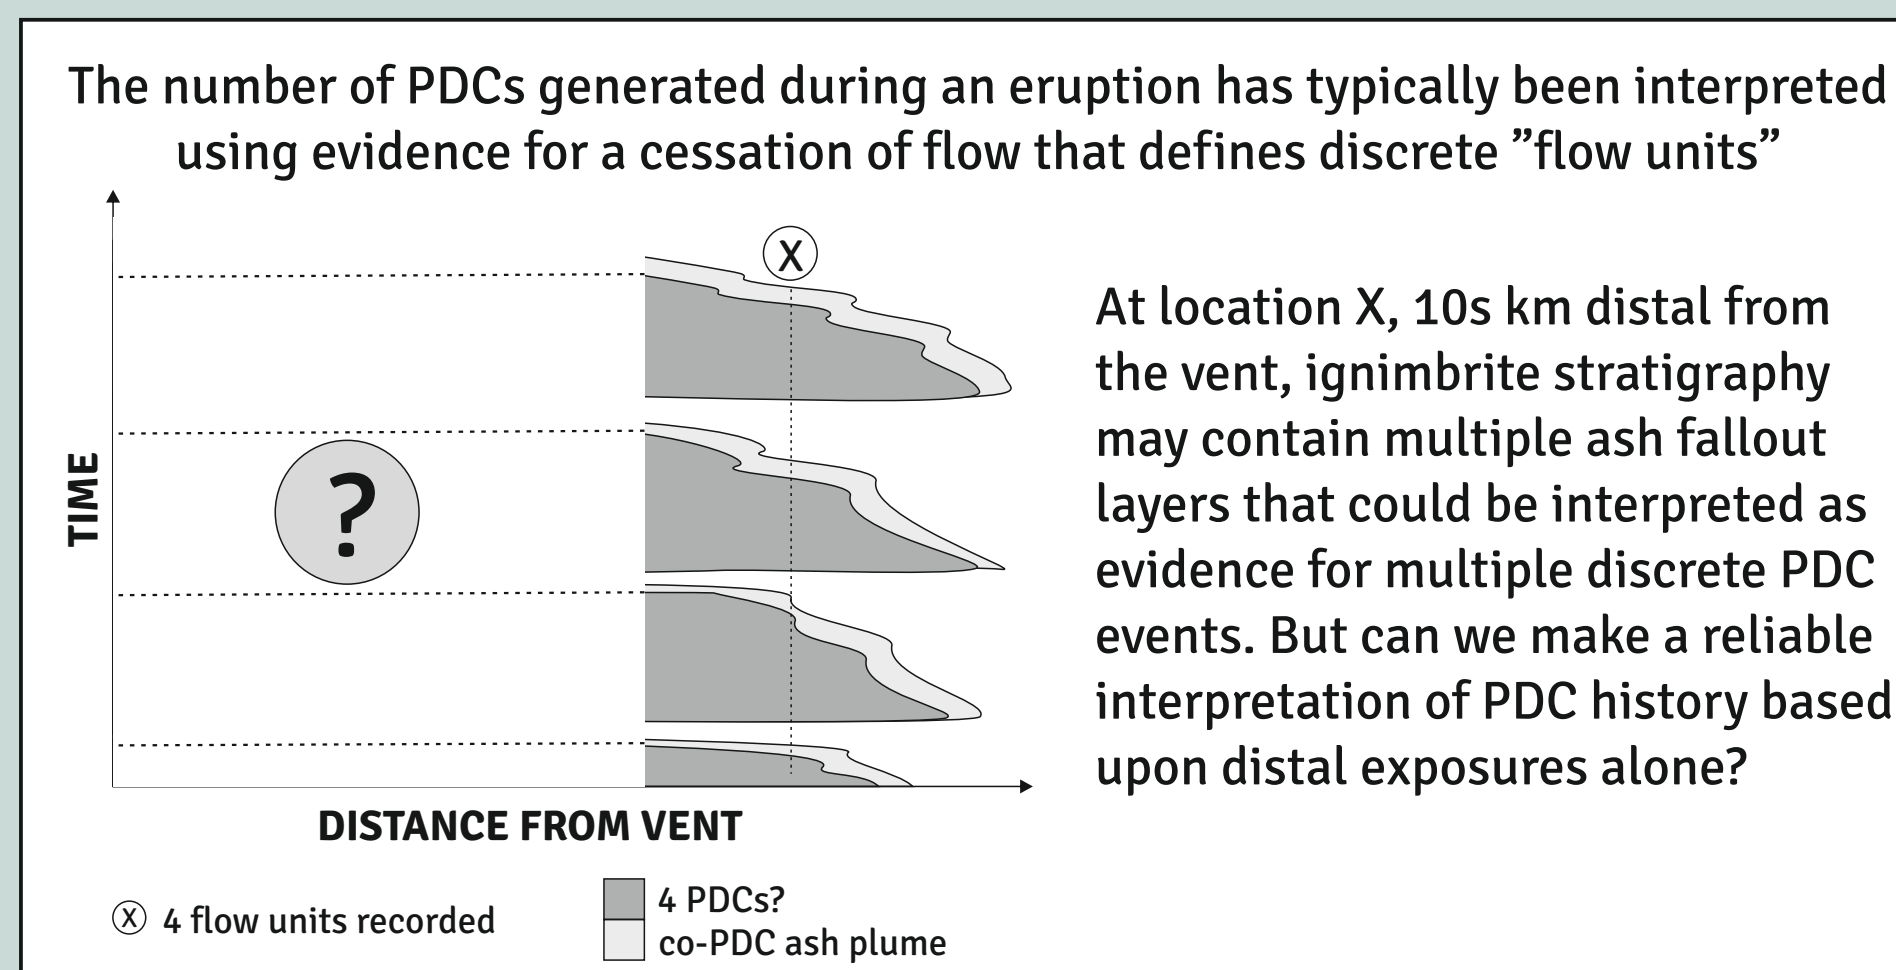 The number of PDCs generated during an eruption has typically been interpreted
using evidence for a cessation of flow that defines discrete ”flow units”
X
?
TIME
DISTANCE FROM VENT
X 4 flow units recorded
4 PDCs?
co-PDC ash plume
At location X, 10s km distal from
the vent, ignimbrite stratigraphy
may contain multiple ash fallout
layers that could be interpreted as
evidence for multiple discrete PDC
events. But can we make a reliable
interpretation of PDC history based
upon distal exposures alone?